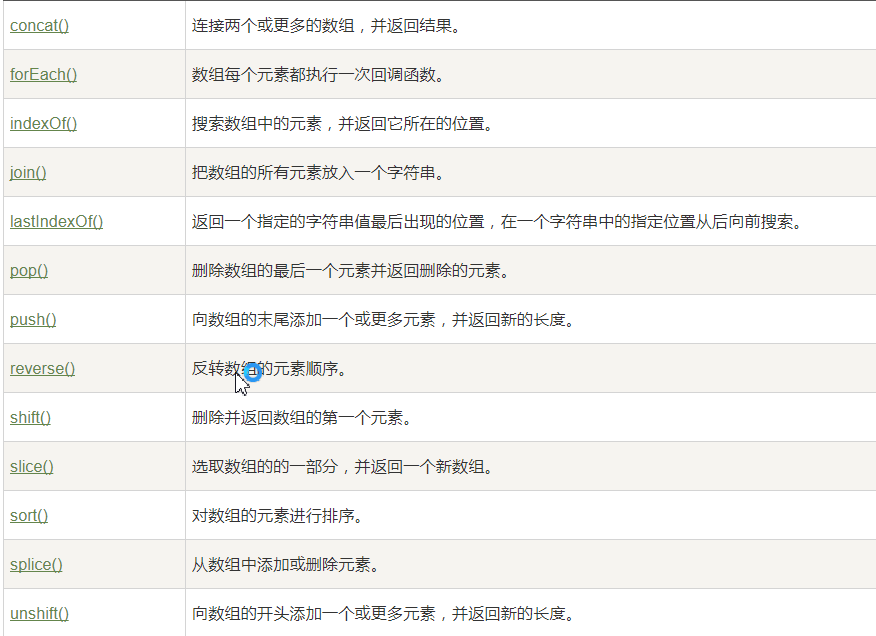 concat() 连接两个或更多的数组，并返回结果。
forEach() 数组每个元素都执行一次回调函数。
indexOf() 搜索数组中的元素，并返回它所在的位置。
join() 把数组的所有元素放入一个字符串。
lastIndexOf() 返回一个指定的字符串值最后出现的位置，在一个字符串中的指定位置从后向前搜索。
pop() 删除数组的最后一个元素并返回删除的元素。
push() 向数组的末尾添加一个或更多元素，并返回新的长度。
reverse() 反转数组的元素顺序。
shift() 删除并返回数组的第一个元素。
slice() 选取数组的的一部分，并返回一个新数组。
sort() 对数组的元素进行排序。
splice() 从数组中添加或删除元素。
unshift() 向数组的开头添加一个或更多元素，并返回新的长度。